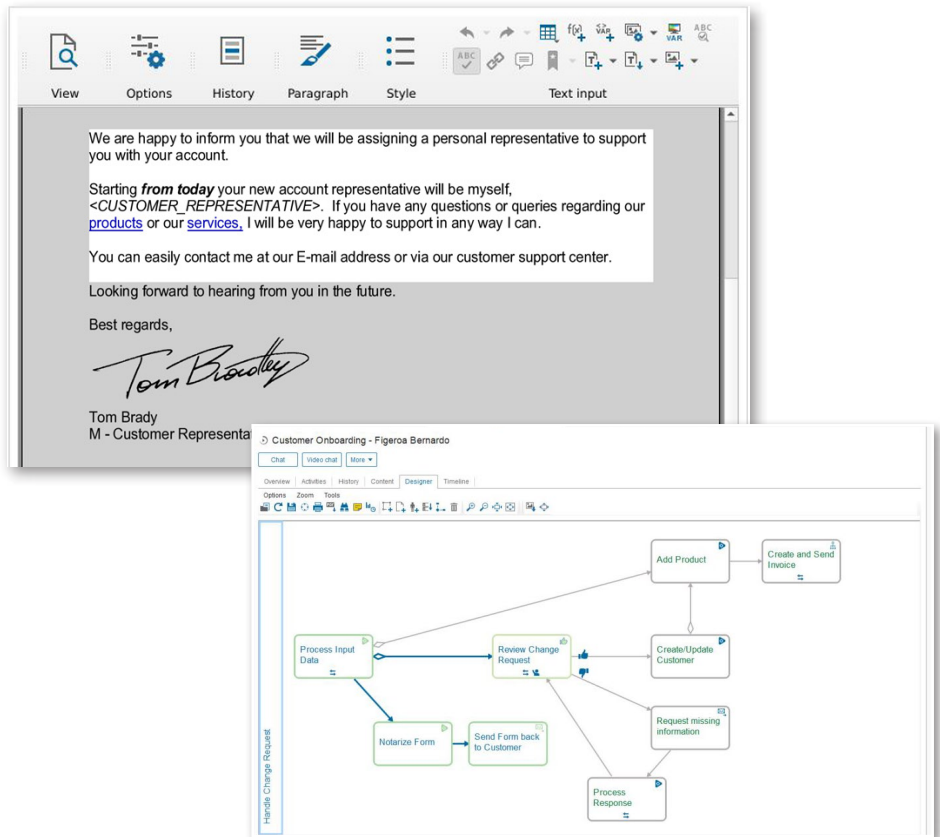 View
Options
History
Paragraph
Style
Text input
ABC
ABC
f(x)
VAR
VAR
We are happy to inform you that we will be assigning a personal representative to support
you with your account.
Starting from today your new account representative will be myself,
<CUSTOMER_REPRESENTATIVE>. If you have any questions or queries regarding our
products or our services, I will be very happy to support in any way I can.
You can easily contact me at our E-mail address or via our customer support center.
Looking forward to hearing from you in the future.
Best regards,
Tom Bradley
Tom Brady
M - Customer Representa
Customer Onboarding - Figeroa Bernardo
Chat
Video chat
More
Overview
Activities
History
Content
Designer
Timeline
Options
Zoom
Tools
Handle Change Request
Add Product
Create and Send
Invoice
Process Input
Data
Review Change
Request
Create/Update
Customer
Notarize Form
Send Form back
to Customer
Request missing
information
Process
Response